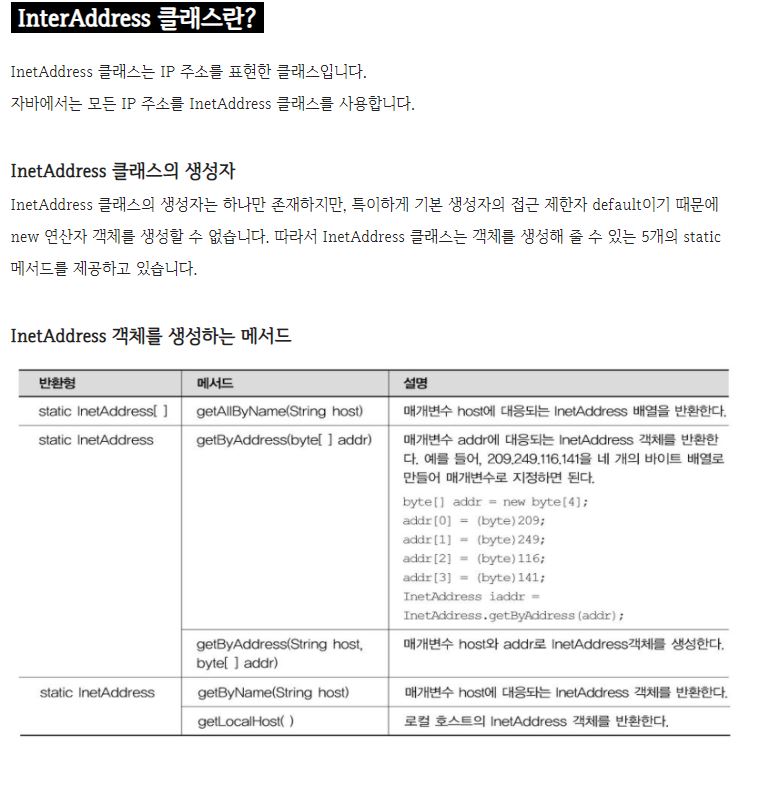 InterAddress 클래스란?
InetAddress 클래스는 IP 주소를 표현한 클래스입니다.
자바에서는 모든 IP 주소를 InetAddress 클래스를 사용합니다.
InetAddress 클래스의 생성자
InetAddress 클래스의 생성자는 하나만 존재하지만, 특이하게 기본 생성자의 접근 제한자 default이기 때문에
new 연산자 객체를 생성할 수 없습니다. 따라서 InetAddress 클래스는 객체를 생성해 줄 수 있는 5개의 static
메서드를 제공하고 있습니다.
InetAddress 객체를 생성하는 메서드
반환형 메서드 설명
static InetAddress[ ] getAllByName(String host) 매개변수 host에 대응되는 InetAddress 배열을 반환한다.
static InetAddress getByAddress(byte[ ] addr) 매개변수 addr에 대응되는 InetAddress 객체를 반환한
다. 예를 들어, 209.249.116.141을 네 개의 바이트 배열로
만들어 매개변수로 지정하면 된다.
byte[] addr = new byte[4];
addr[0] = (byte)209;
addr[1] = (byte)249;
addr[2] = (byte)116;
addr[3] = (byte)141;
InetAddress iaddr =
InetAddress.getByAddress(addr);
getByAddress(String host, 매개변수 host와 addr로 InetAddress객체를 생성한다.
byte[ ] addr)
static InetAddress getByName(String host) 매개변수 host에 대응되는 InetAddress 객체를 반환한다.
getLocalHost( ) 로컬 호스트의 InetAddress 객체를 반환한다.